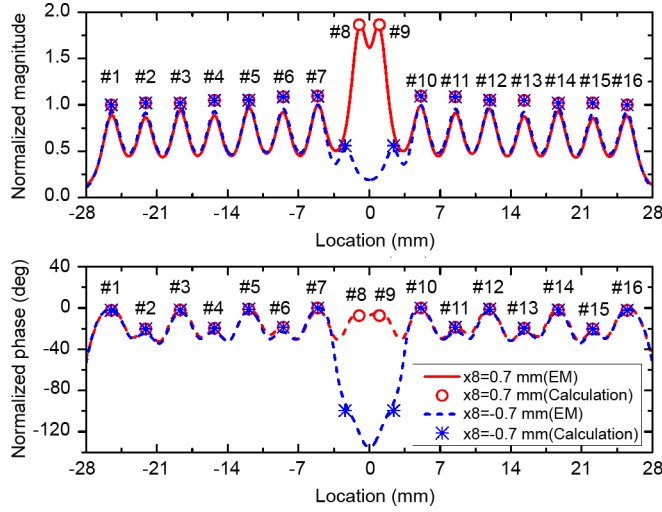 Normalized magnitude
2.0
1.5
1.0
0.5
0.0
#8 #9
#1 #2 #3 #4 #5 #6 #7 #10 #11 #12 #13 #14 #15 #16
-28 -21 -14 -7 0 7 14 21 28
Location (mm)
Normalized phase (deg)
40
0
-40
-80
-120
#1 #2 #3 #4 #5 #6 #7 #8 #9 #10 #11 #12 #13 #14 #15 #16
x8=0.7 mm(EM)
x8=0.7 mm(Calculation)
x8=-0.7 mm(EM)
x8=-0.7 mm(Calculation)
-28 -21 -14 -7 0 7 14 21 28
Location (mm)